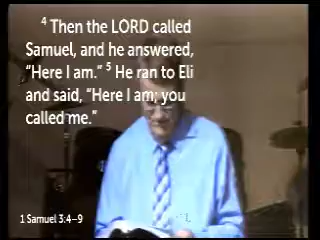 4 Then the LORD called
Samuel, and he answered,
“Here I am.” 5 He ran to Eli
and said, “Here I am; you
called me.”
1 Samuel 3:4–9